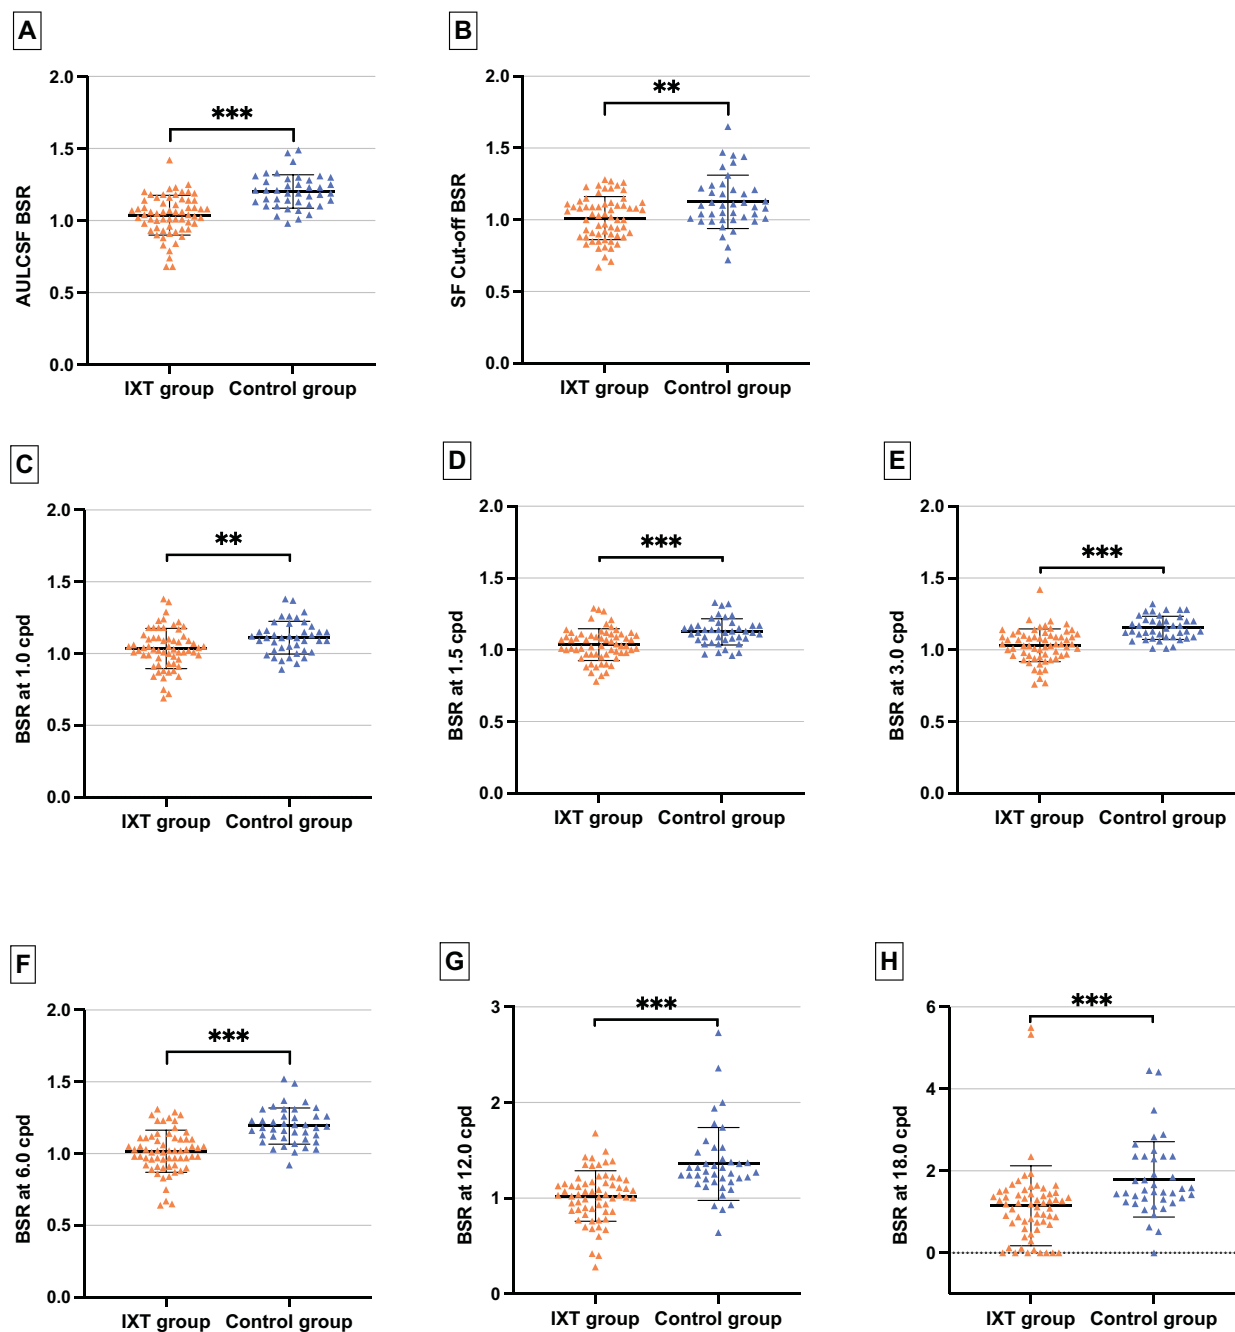 A
AULCSF BSR
2.0
1.5
1.0
0.5
0.0
***
IXT group Control group
B
SF Cut-off BSR
2.0
1.5
1.0
0.5
0.0
**
IXT group Control group
C
BSR at 1.0 cpd
2.0
1.5
1.0
0.5
0.0
**
IXT group Control group
D
BSR at 1.5 cpd
2.0
1.5
1.0
0.5
0.0
***
IXT group Control group
E
BSR at 3.0 cpd
2.0
1.5
1.0
0.5
0.0
***
IXT group Control group
F
BSR at 6.0 cpd
2.0
1.5
1.0
0.5
0.0
***
IXT group Control group
G
BSR at 12.0 cpd
3
2
1
0
***
IXT group Control group
H
BSR at 18.0 cpd
6
4
2
0
***
IXT group Control group